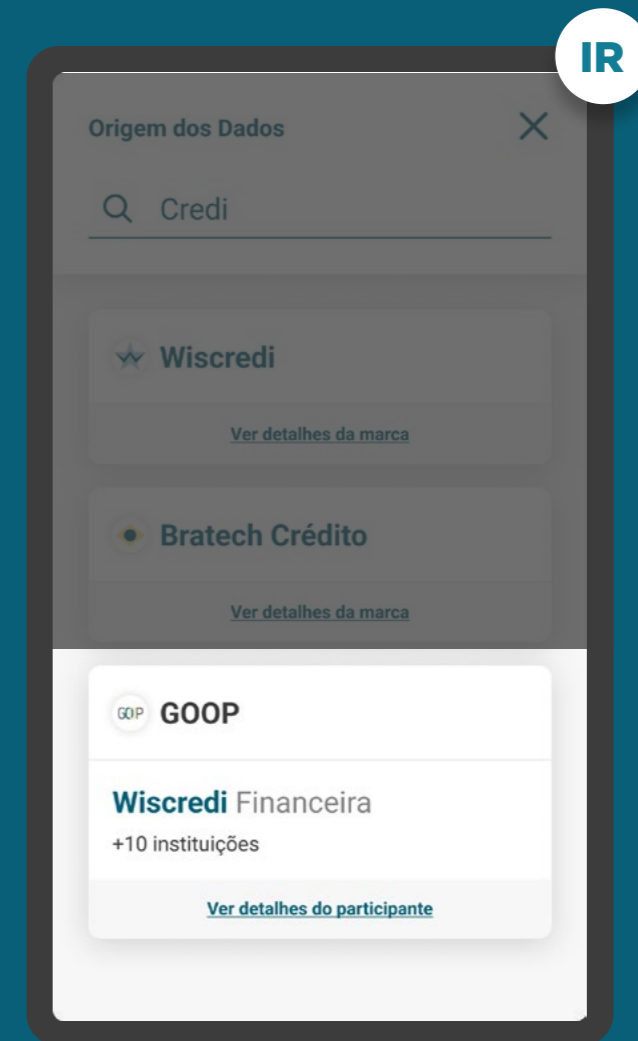 IR
Origem dos Dados
Credi
Wiscredi
Ver detalhes da marca
Bratech Crédito
Ver detalhes da marca
GOOP GOOP
Wiscredi Financeira
+10 instituições
Ver detalhes do participante